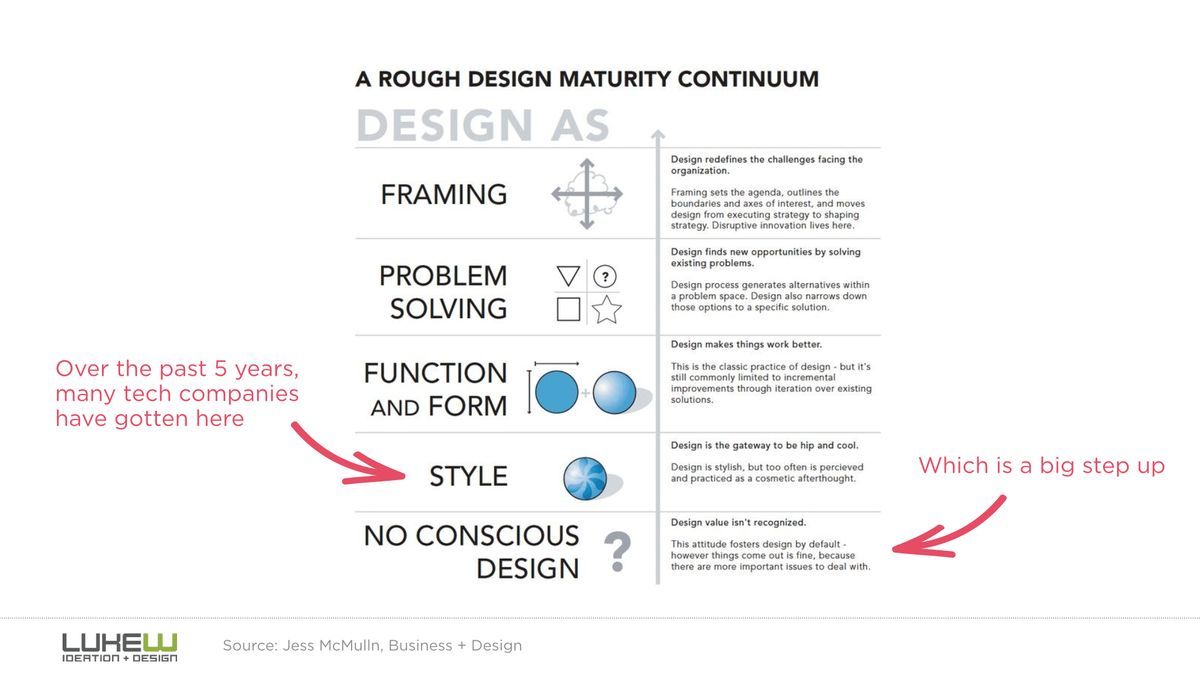 A ROUGH DESIGN MATURITY CONTINUUM
DESIGN AS
FRAMING
Design redefines the challenges facing the
organization.
Framing sets the agenda, outlines the
boundaries and axes of interest, and moves
design from executing strategy to shaping
strategy. Disruptive innovation lives here.
PROBLEM
SOLVING
?
Design finds new opportunities by solving
existing problems.
Design process generates alternatives within
a problem space. Design also narrows down
those options to a specific solution.
Over the past 5 years,
many tech companies
have gotten here
FUNCTION
AND FORM
+
Design makes things work better.
This is the classic practice of design - but it's
still commonly limited to incremental
improvements through iteration over existing
solutions.
STYLE
Design is the gateway to be hip and cool.
Design is stylish, but too often is percieved
and practiced as a cosmetic afterthought.
Which is a big step up
NO CONSCIOUS
DESIGN
?
Design value isn't recognized.
This attitude fosters design by default -
however things come out is fine, because
there are more important issues to deal with.
LUKEW
IDEATION + DESIGN
Source: Jess McMulln, Business + Design